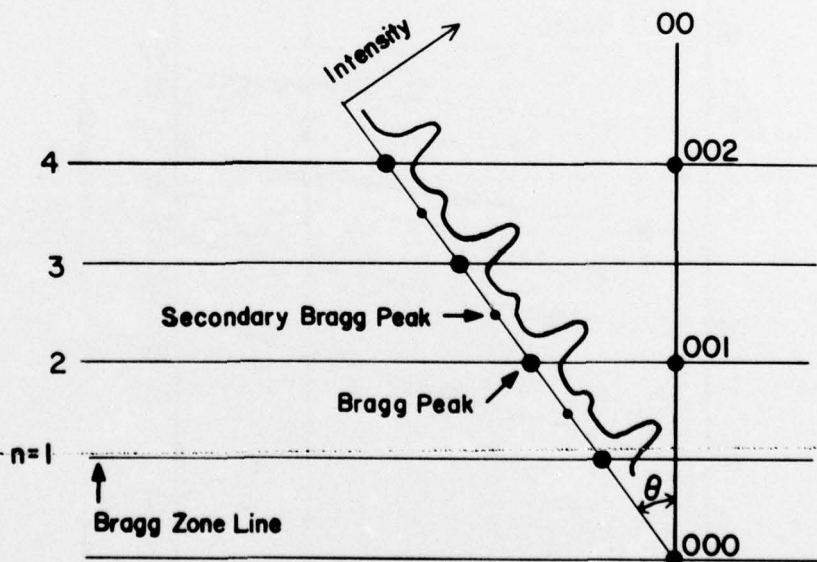 00
Intensity
4
002
3
Secondary Bragg Peak
2
001
Bragg Peak
n=1
θ
Bragg Zone Line
000